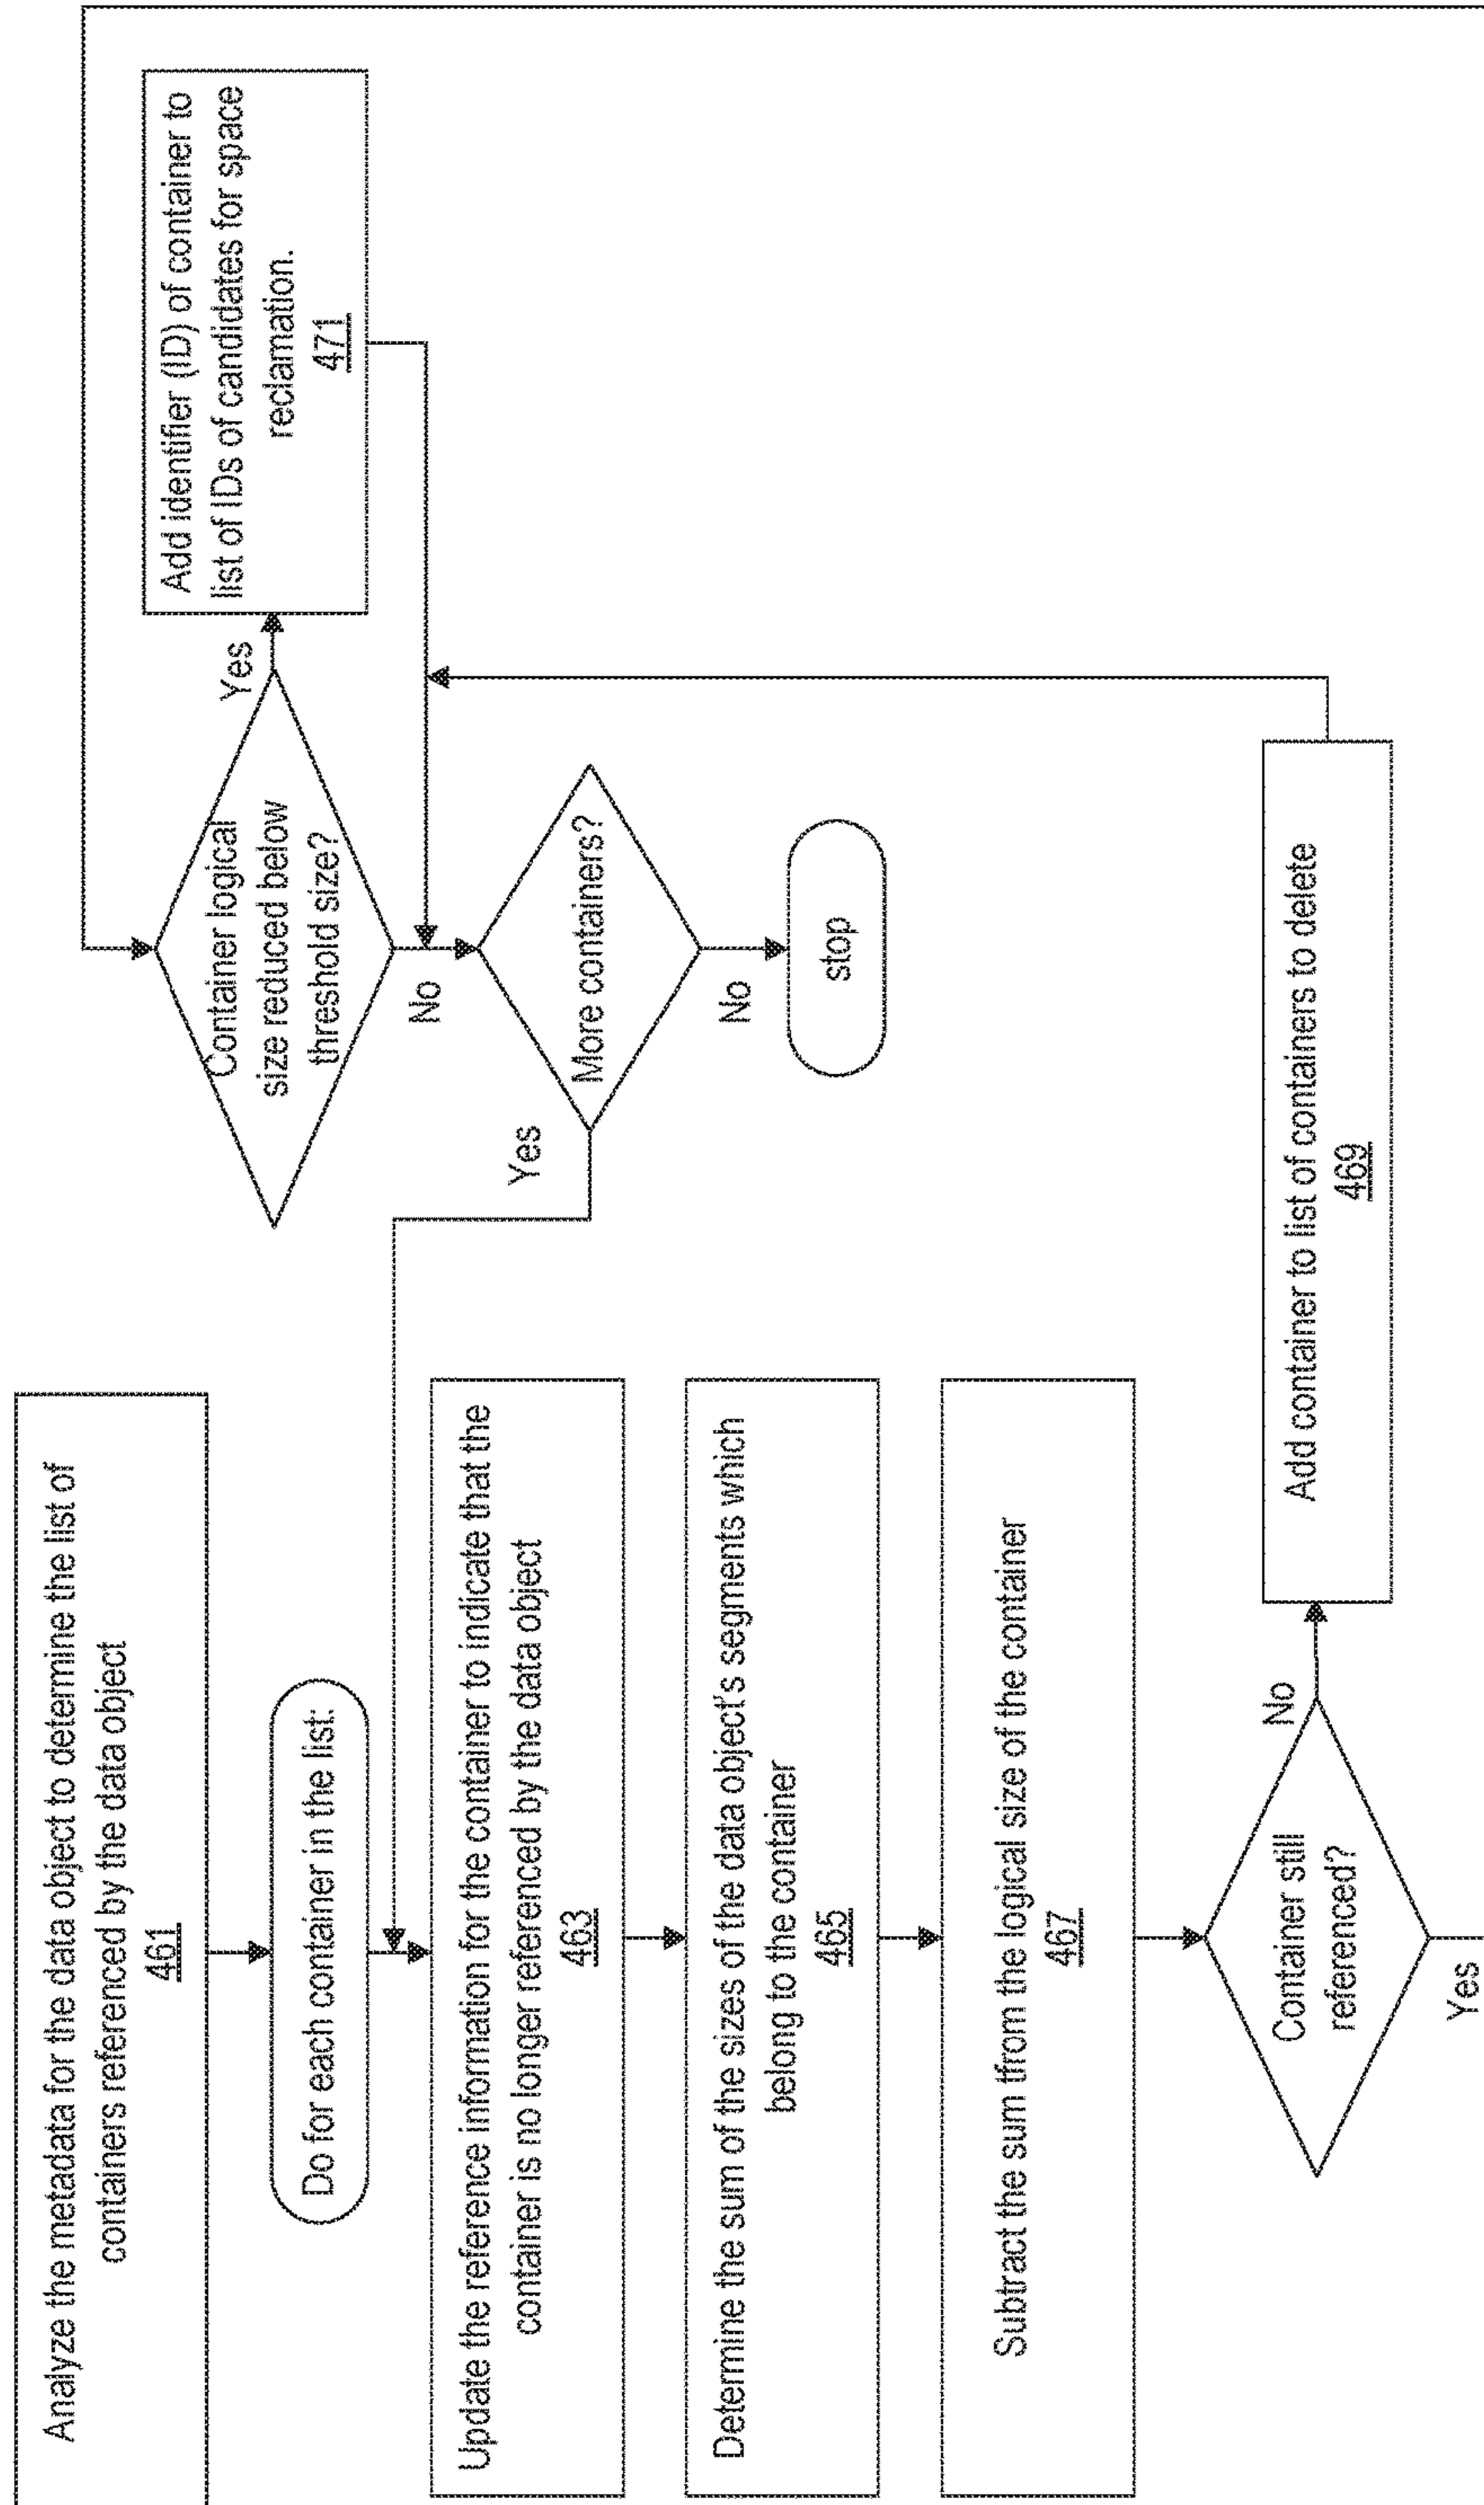 Analyze the metadata for the data object to determine the list of
containers referenced by the data object
461
Do for each container in the list:
Update the reference information for the container to indicate that the
container is no longer referenced by the data object
463
Determine the sum of the sizes of the data object's segments which
belong to the container
465
Subtract the sum tfrom the logical size of the container
467
Container still
referenced?
No
Yes
Add container to list of containers to delete
469
Container logical
size reduced below
threshold size?
Yes
No
Add identifier (ID) of container to
list of IDs of candidates for space
reclamation.
471
More containers?
Yes
No
stop